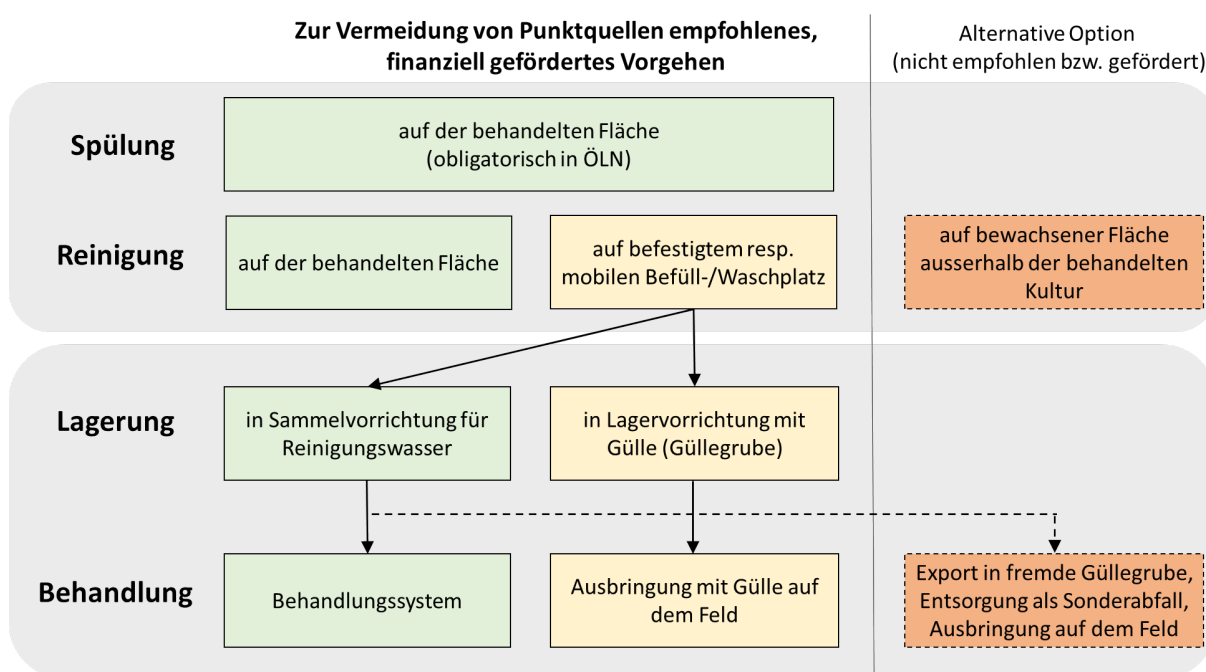 Zur Vermeidung von Punktquellen empfohlenes,
finanziell gefördertes Vorgehen
Alternative Option
(nicht empfohlen bzw. gefördert)
Spülung
auf der behandelten Fläche
(obligatorisch in ÖLN)
Reinigung
auf der behandelten Fläche
auf befestigtem resp.
mobilen Befüll-/Waschplatz
auf bewachsener Fläche
ausserhalb der behandelten
Kultur
Lagerung
in Sammelvorrichtung für
Reinigungswasser
in Lagervorrichtung mit
Gülle (Güllegrube)
Behandlung
Behandlungssystem
Ausbringung mit Gülle auf
dem Feld
Export in fremde Güllegrube,
Entsorgung als Sonderabfall,
Ausbringung auf dem Feld